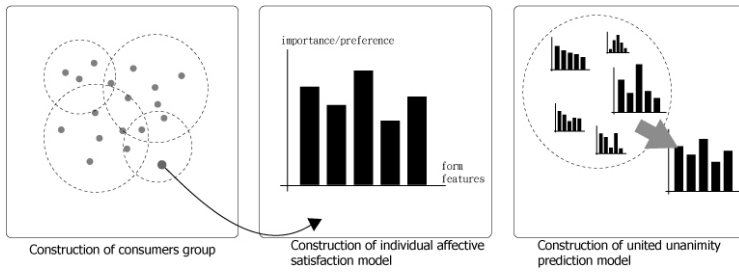 importance/preference
form
features
Construction of consumers group
Construction of individual affective
satisfaction model
Construction of united unanimity
prediction model